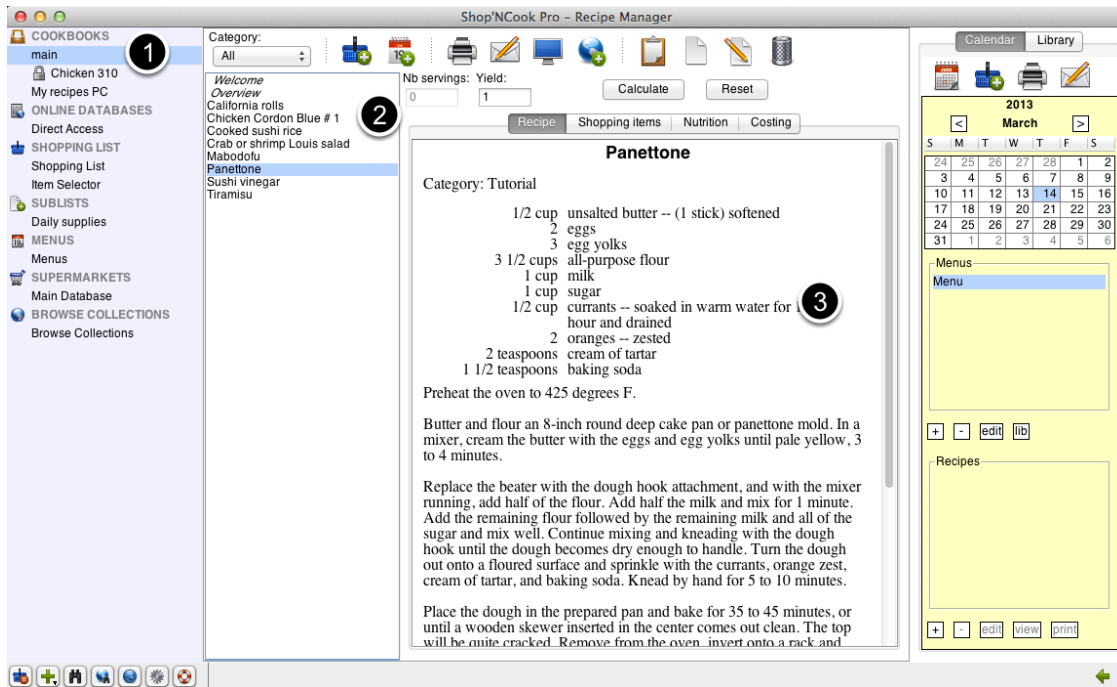 Shop'NCook Pro – Recipe Manager
COOKBOOKS
main
Chicken 310
My recipes PC
ONLINE DATABASES
Direct Access
SHOPPING LIST
Shopping List
Item Selector
SUBLISTS
Daily supplies
MENUS
Menus
SUPERMARKETS
Main Database
BROWSE COLLECTIONS
Browse Collections
1
Category:
All
19
Welcome
Overview
California rolls
Chicken Cordon Blue # 1
Cooked sushi rice
Crab or shrimp Louis salad
Mabodofu
Panettone
Sushi vinegar
Tiramisu
2
Nb servings: Yield:
0 1 Calculate Reset
Recipe Shopping items Nutrition Costing
Panettone
Category: Tutorial
1/2 cup unsalted butter -- (1 stick) softened
2 eggs
3 egg yolks
3 1/2 cups all-purpose flour
1 cup milk
1 cup sugar
1/2 cup currants -- soaked in warm water for
hour and drained
2 oranges -- zested
2 teaspoons cream of tartar
1 1/2 teaspoons baking soda
3
Preheat the oven to 425 degrees F.
Butter and flour an 8-inch round deep cake pan or panettone mold. In a
mixer, cream the butter with the eggs and egg yolks until pale yellow, 3
to 4 minutes.
Replace the beater with the dough hook attachment, and with the mixer
running, add half of the flour. Add half the milk and mix for 1 minute.
Add the remaining flour followed by the remaining milk and all of the
sugar and mix well. Continue mixing and kneading with the dough
hook until the dough becomes dry enough to handle. Turn the dough
out onto a floured surface and sprinkle with the currants, orange zest,
cream of tartar, and baking soda. Knead by hand for 5 to 10 minutes.
Place the dough in the prepared pan and bake for 35 to 45 minutes, or
until a wooden skewer inserted in the center comes out clean. The top
will be quite cracked. Remove from the oven, invert onto a rack and
Calendar Library
2013
< March >
S M T W T F S
24 25 26 27 28 1 2
3 4 5 6 7 8 9
10 11 12 13 14 15 16
17 18 19 20 21 22 23
24 25 26 27 28 29 30
31 1 2 3 4 5 6
Menus
Menu
+ - edit lib
Recipes
+ - edit view print